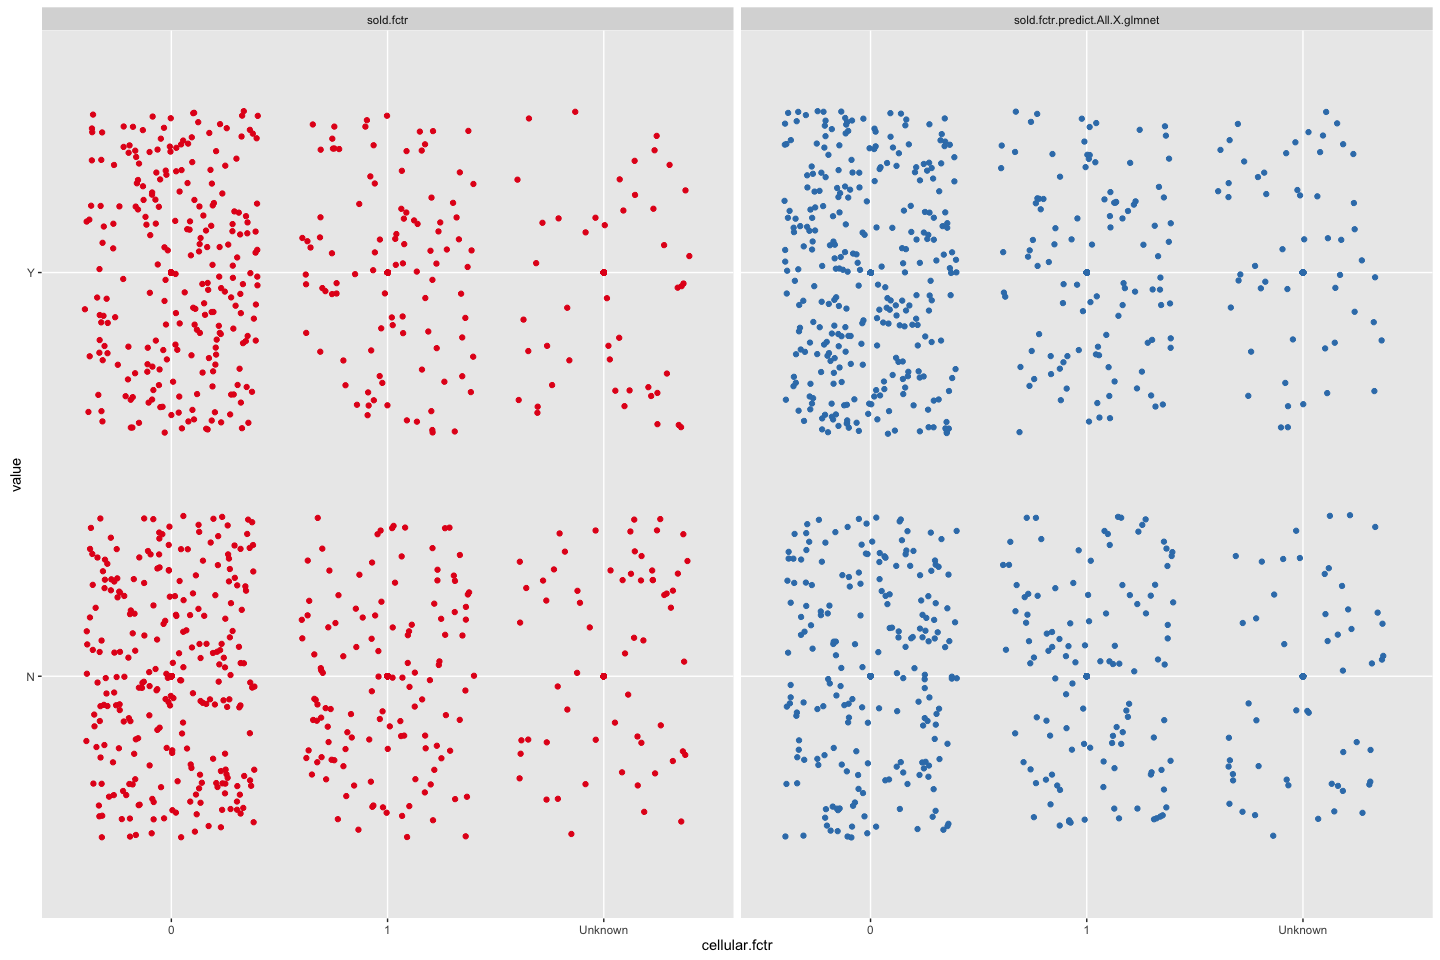 sold.fctr
sold.fctr.predict.All.X.glmnet
value
Y
N
0
1
Unknown
0
1
Unknown
cellular.fctr